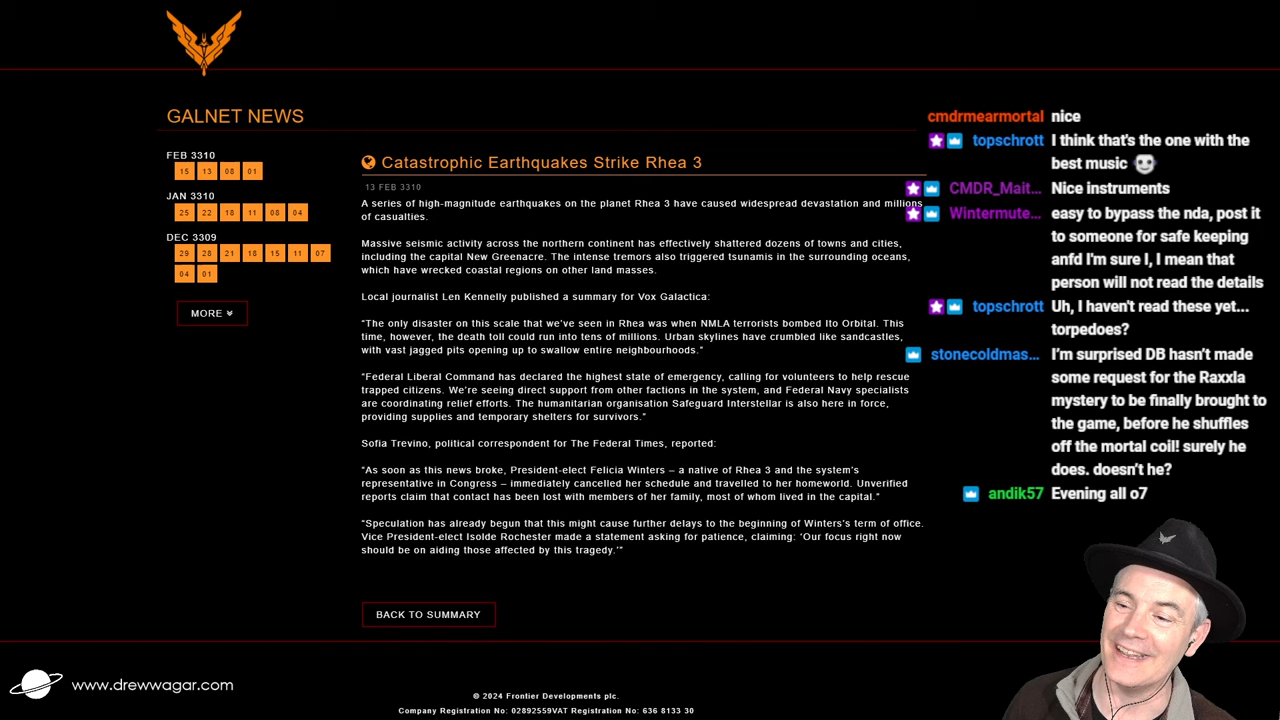 GALNET NEWS
FEB 3310
15 13 08 01
JAN 3310
25 22 18 11 08 04
DEC 3309
29 28 21 18 15 11 07
04 01
MORE
Catastrophic Earthquakes Strike Rhea 3
13 FEB 3310
A series of high-magnitude earthquakes on the planet Rhea 3 have caused widespread devastation and millions
of casualties.
Massive seismic activity across the northern continent has effectively shattered dozens of towns and cities,
including the capital New Greenacre. The intense tremors also triggered tsunamis in the surrounding oceans,
which have wrecked coastal regions on other land masses.
Local journalist Len Kennelly published a summary for Vox Galactica:
“The only disaster on this scale that we’ve seen in Rhea was when NMLA terrorists bombed Ito Orbital. This
time, however, the death toll could run into tens of millions. Urban skylines have crumbled like sandcastles,
with vast jagged pits opening up to swallow entire neighbourhoods.”
“Federal Liberal Command has declared the highest state of emergency, calling for volunteers to help rescue
trapped citizens. We’re seeing direct support from other factions in the system, and Federal Navy specialists
are coordinating relief efforts. The humanitarian organisation Safeguard Interstellar is also here in force,
providing supplies and temporary shelters for survivors.”
Sofia Trevino, political correspondent for The Federal Times, reported:
“As soon as this news broke, President-elect Felicia Winters – a native of Rhea 3 and the system’s
representative in Congress – immediately cancelled her schedule and travelled to her homeworld. Unverified
reports claim that contact has been lost with members of her family, most of whom lived in the capital.”
“Speculation has already begun that this might cause further delays to the beginning of Winters’s term of office.
Vice President-elect Isolde Rochester made a statement asking for patience, claiming: ‘Our focus right now
should be on aiding those affected by this tragedy.’”
BACK TO SUMMARY
cmdrmearmortal nice
topschrott I think that's the one with the
best music
CMDR_Mait... Nice instruments
Wintermute... easy to bypass the nda, post it
to someone for safe keeping
anfd I'm sure I, I mean that
person will not read the details
topschrott Uh, I haven't read these yet...
torpedoes?
stonecoldmas... I’m surprised DB hasn’t made
some request for the Raxxla
mystery to be finally brought to
the game, before he shuffles
off the mortal coil! surely he
does. doesn’t he?
andik57 Evening all o7
www.drewwagar.com
© 2024 Frontier Developments plc.
Company Registration No: 02892559VAT Registration No: 636 8133 30